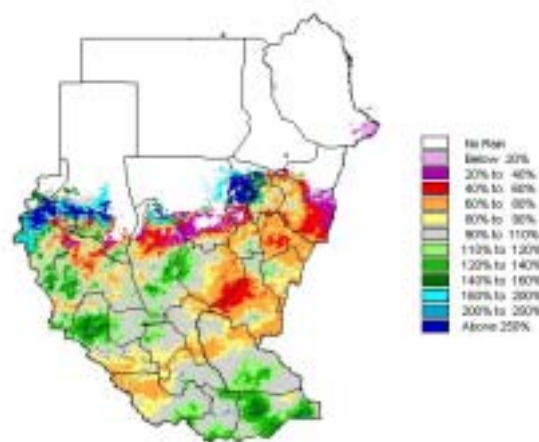 No Rain
Below 20%
20% to 40%
40% to 60%
60% to 80%
80% to 90%
90% to 110%
110% to 120%
120% to 140%
140% to 160%
160% to 200%
200% to 250%
Above 250%